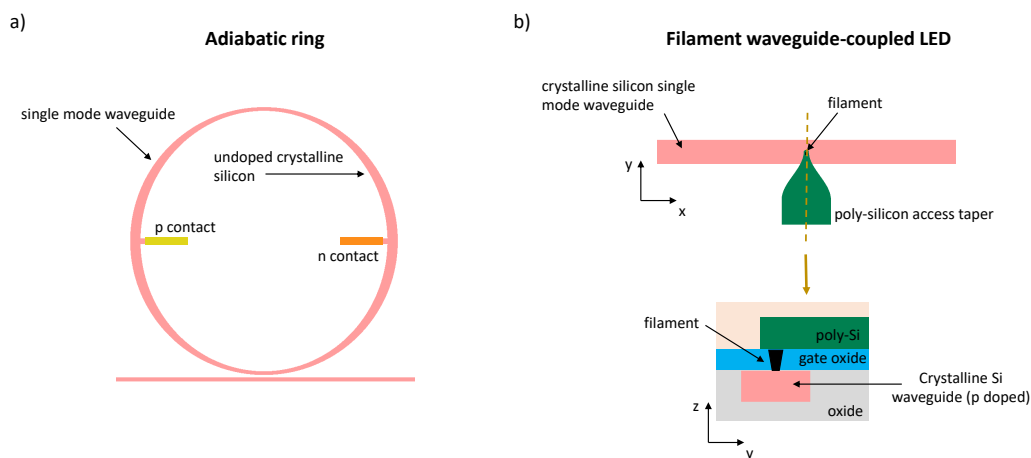 a)
Adiabatic ring
single mode waveguide
undoped crystalline
silicon
p contact
n contact
b)
Filament waveguide-coupled LED
crystalline silicon single
mode waveguide
filament
y
x
poly-silicon access taper
filament
poly-Si
gate oxide
Crystalline Si
waveguide (p doped)
oxide
z
y